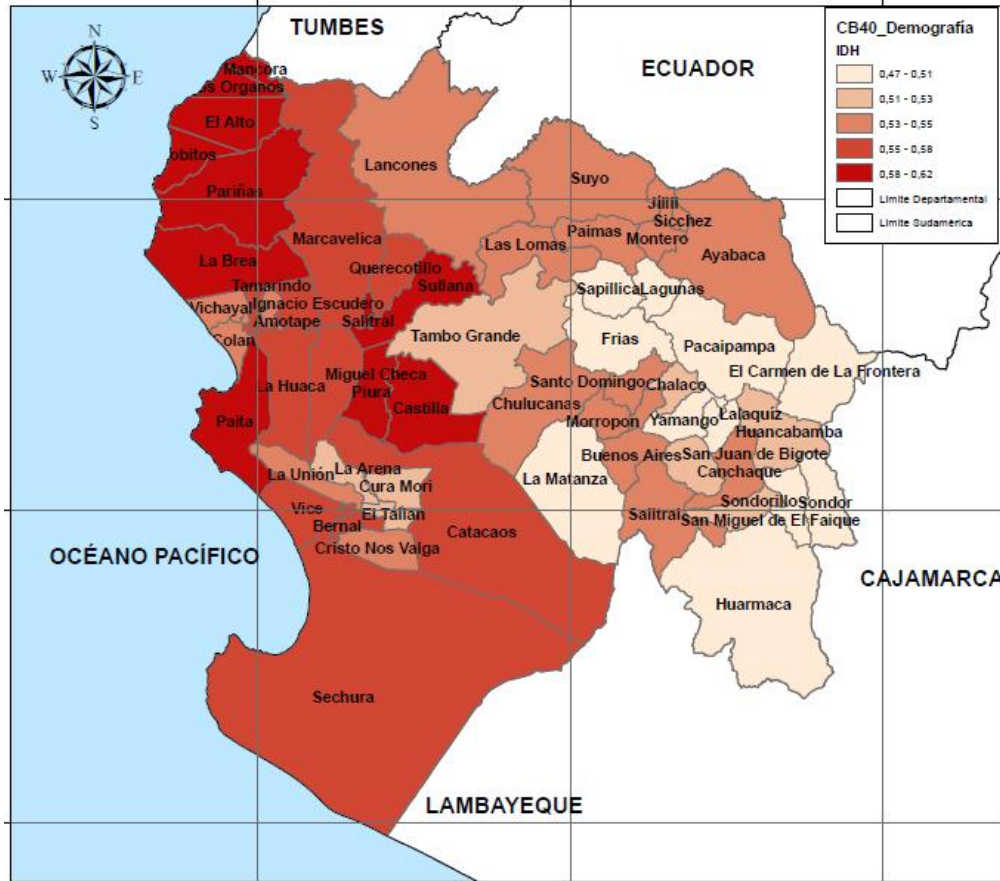 TUMBES
ECUADOR
CB40_Demografía
IDH
0,47 - 0,51
0,51 - 0,53
0,53 - 0,55
0,55 - 0,58
0,58 - 0,62
Limite Departamental
Limite Sudamérica
N
W
E
S
Mancora
os Organos
El Alto
obitos
Pariñas
Lancones
Suyo
Jilili
Sicchez
Paimas
Montero
Ayabaca
Las Lomas
Marcavelica
La Brea
Querecotillo
Sullana
Tamarindo
Vichayal
Ignacio Escudero
Amotape
Salitral
Sapillica
Lagunas
Colan
Tambo Grande
Frias
Pacaipampa
El Carmen de La Frontera
La Huaca
Miguel Checa
Piura
Castilla
Santo Domingo
Chalaco
Chulucanas
Paita
Morropon
Yamango
Lalaquiz
Huancabamba
Buenos Aires
San Juan de Bigote
Canchaque
La Unión
La Arena
Cura Mori
La Matanza
Vice
El Tallan
Bernal
Catacaos
Salitral
Sondorillo
Sondor
San Miguel de El Faique
Cristo Nos Valga
OCÉANO PACÍFICO
CAJAMARCA
Huarmaca
Sechura
LAMBAYEQUE